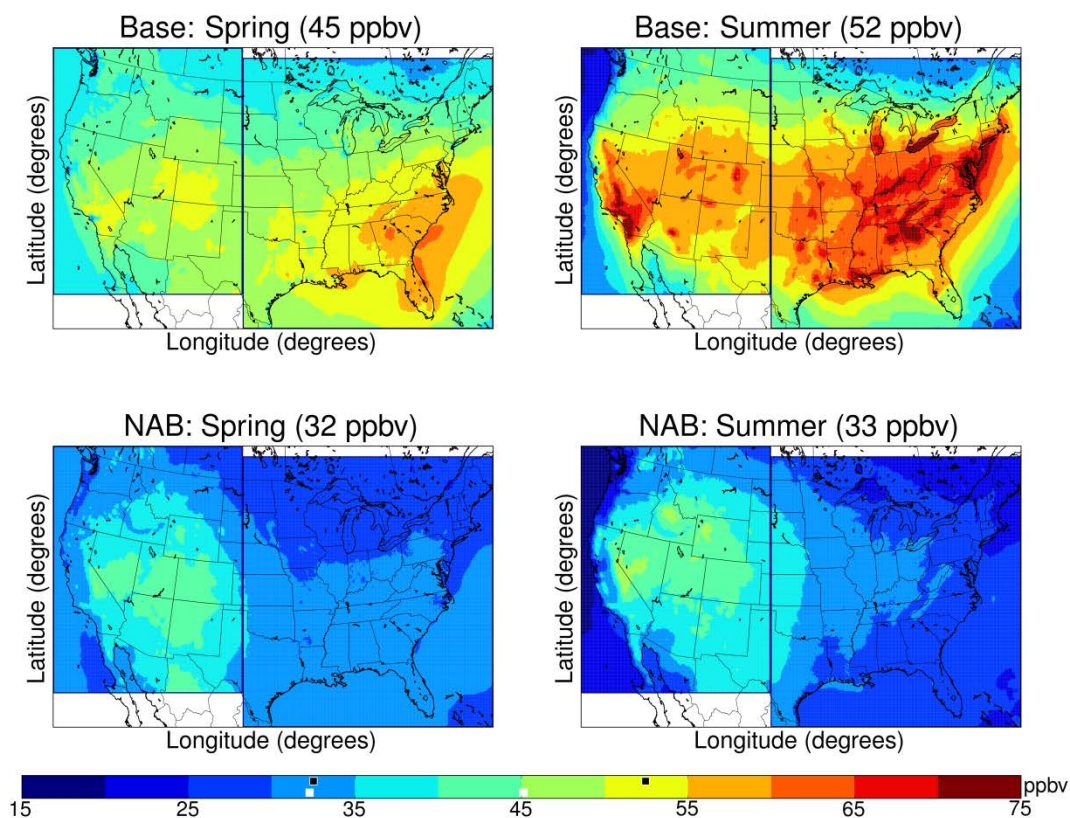 Base: Spring (45 ppbv)
Base: Summer (52 ppbv)
Latitude (degrees)
Longitude (degrees)
Latitude (degrees)
Longitude (degrees)
NAB: Spring (32 ppbv)
NAB: Summer (33 ppbv)
Latitude (degrees)
Longitude (degrees)
Latitude (degrees)
Longitude (degrees)
ppbv
15 25 35 45 55 65 75